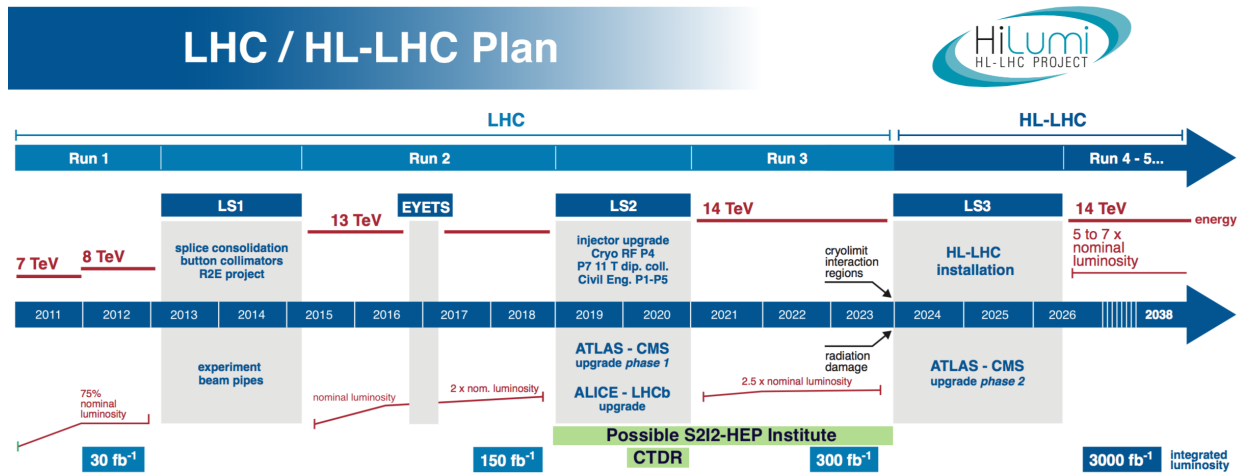 LHC / HL-LHC Plan
HiLumi
HL-LHC PROJECT
LHC
HL-LHC
Run 1
Run 2
Run 3
Run 4 - 5...
LS1
EYETS
LS2
LS3
13 TeV
14 TeV
14 TeV
energy
7 TeV
8 TeV
splice consolidation
button collimators
R2E project
injector upgrade
Cryo RF P4
P7 11 T dip. coll.
Civil Eng. P1-P5
cryolimit
interaction
regions
HL-LHC
installation
5 to 7 x
nominal
luminosity
2011 2012 2013 2014 2015 2016 2017 2018 2019 2020 2021 2022 2023 2024 2025 2026 2038
experiment
beam pipes
ATLAS - CMS
upgrade phase 1
ALICE - LHCb
upgrade
radiation
damage
ATLAS - CMS
upgrade phase 2
75%
nominal
luminosity
nominal luminosity
2 x nom. luminosity
2.5 x nominal luminosity
Possible S2I2-HEP Institute
CTDR
30 fb⁻¹
150 fb⁻¹
300 fb⁻¹
3000 fb⁻¹
integrated
luminosity